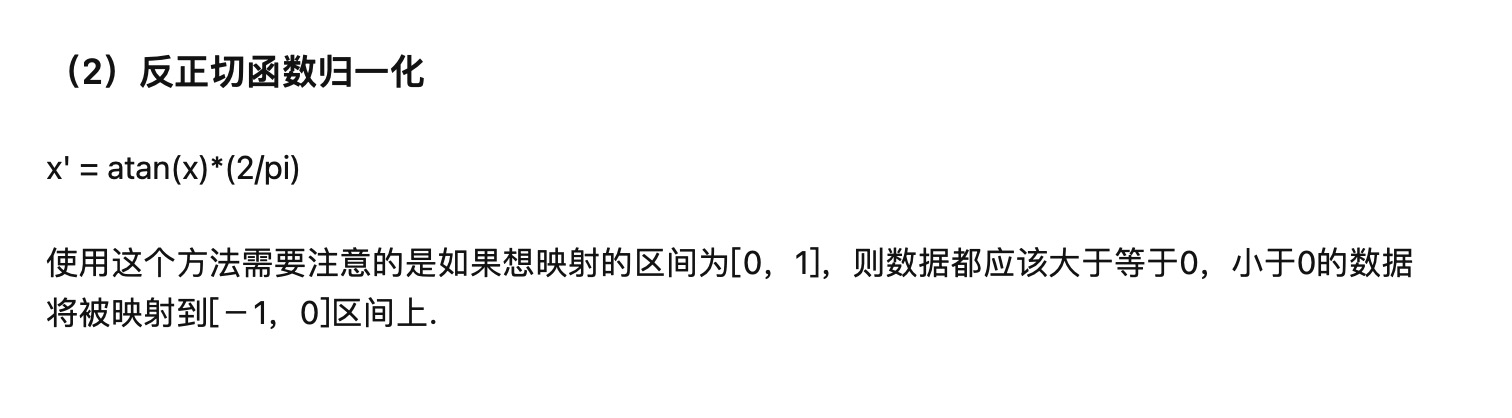 （2）反正切函数归一化
x' = atan(x)*(2/pi)
使用这个方法需要注意的是如果想映射的区间为[0，1]，则数据都应该大于等于0，小于0的数据
将被映射到[－1，0]区间上.